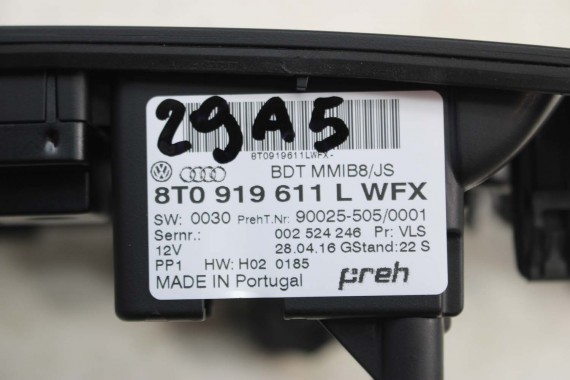 29A5
8T0919611LWFX-
BDT MMIB8/JS
8T0 919 611 L WFX
SW: 0030 PrehT.Nr: 90025-505/0001
Sernr.: 002 524 246 Pr: VLS
12V 28.04.16 GStand: 22 S
PP1 HW: H02 0185
MADE IN Portugal preh